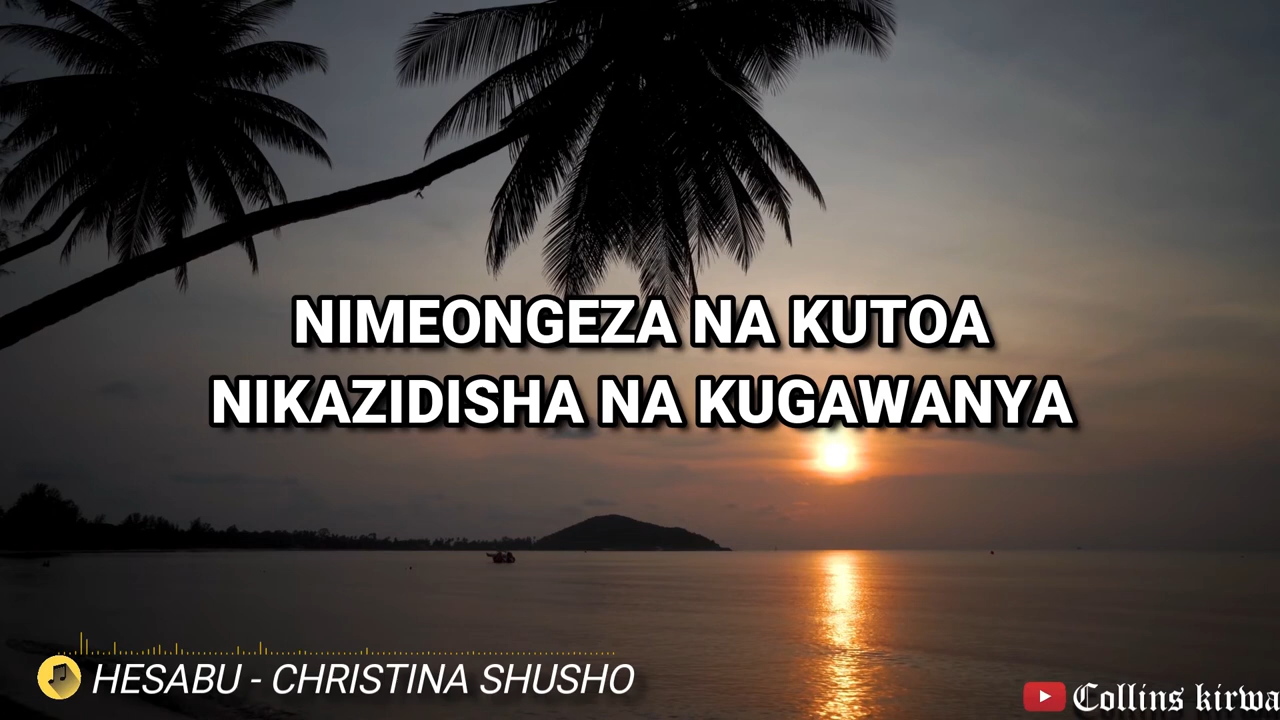 NIMEONGEZA NA KUTOA
NIKAZIDISHA NA KUGAWANYA
HESABU - CHRISTINA SHUSHO
Collins kirwa